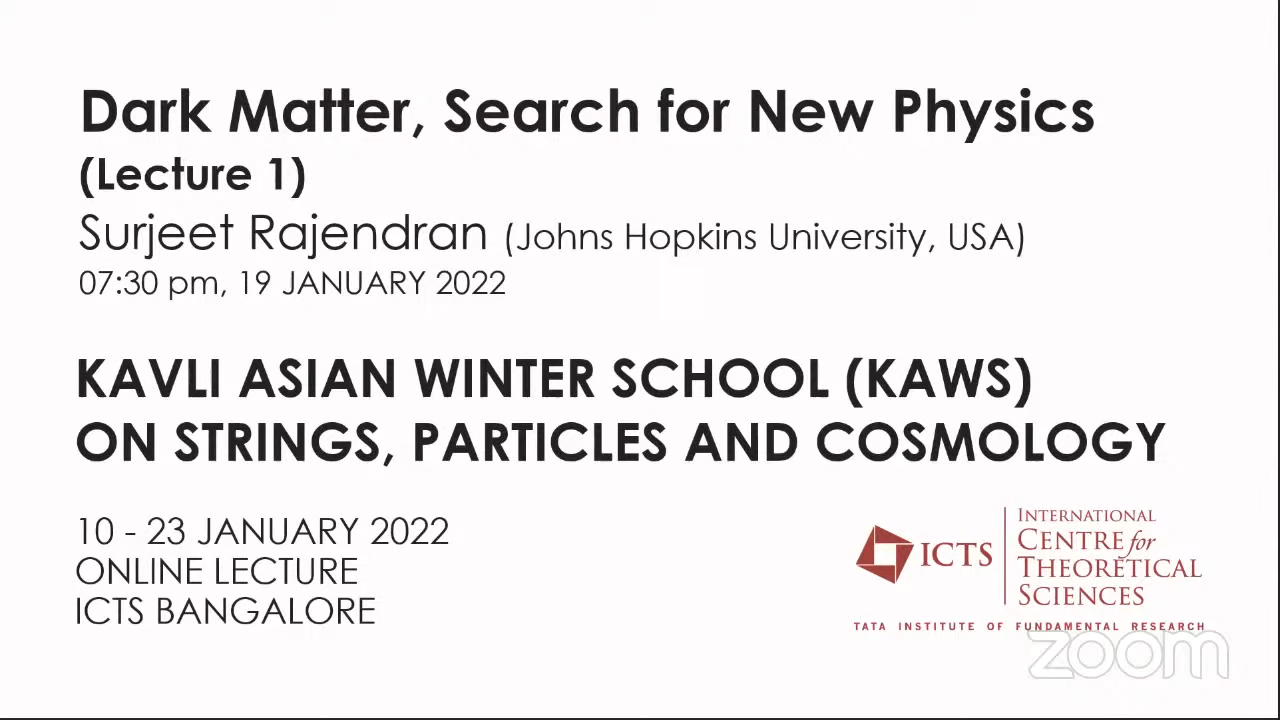 Dark Matter, Search for New Physics
(Lecture 1)
Surjeet Rajendran (Johns Hopkins University, USA)
07:30 pm, 19 JANUARY 2022
KAVLI ASIAN WINTER SCHOOL (KAWS)
ON STRINGS, PARTICLES AND COSMOLOGY
10 - 23 JANUARY 2022
ONLINE LECTURE
ICTS BANGALORE
ICTS
INTERNATIONAL
CENTRE for
THEORETICAL
SCIENCES
TATA INSTITUTE OF FUNDAMENTAL RESEARCH
zoom